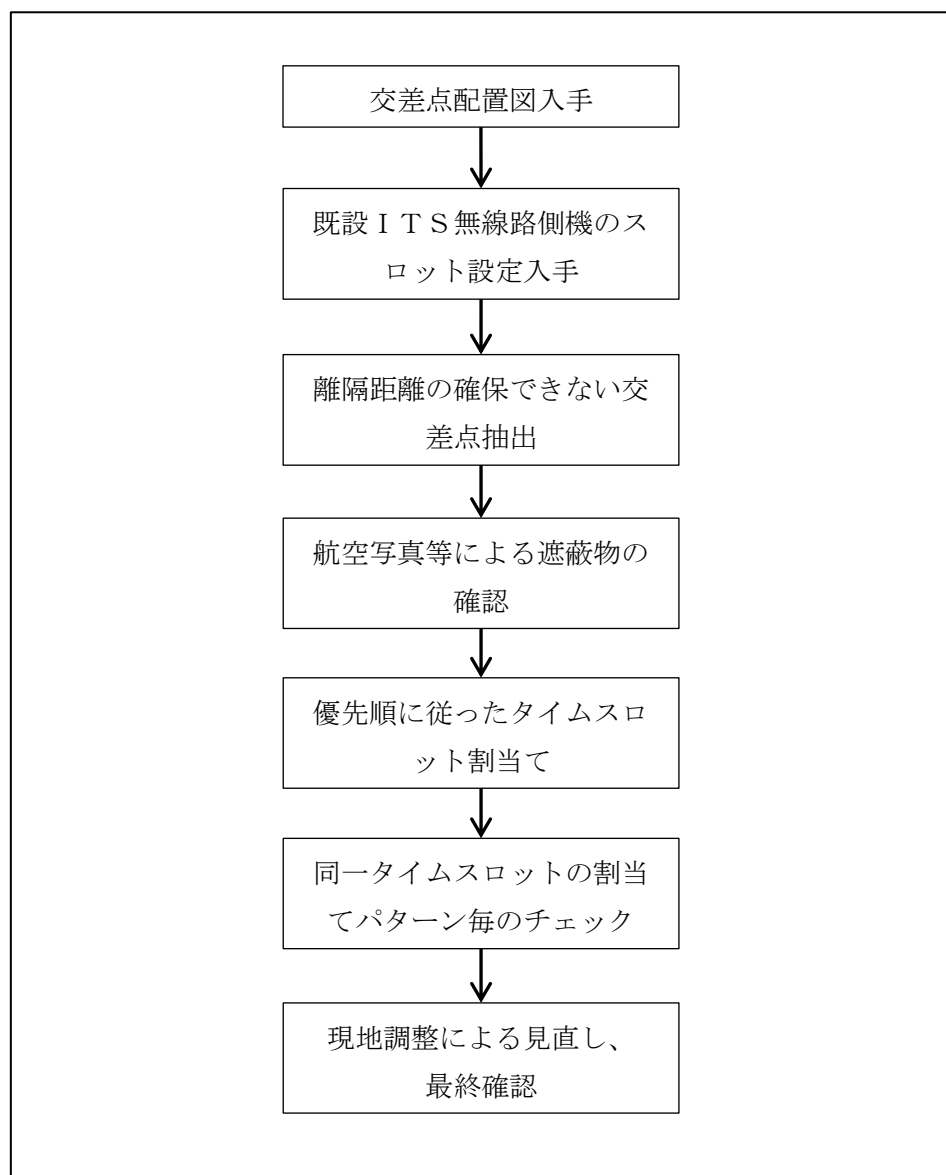 交差点配置図入手
既設ＩＴＳ無線路側機のス
ロット設定入手
離隔距離の確保できない交
差点抽出
航空写真等による遮蔽物の
確認
優先順に従ったタイムスロ
ット割当て
同一タイムスロットの割当
てパターン毎のチェック
現地調整による見直し、
最終確認